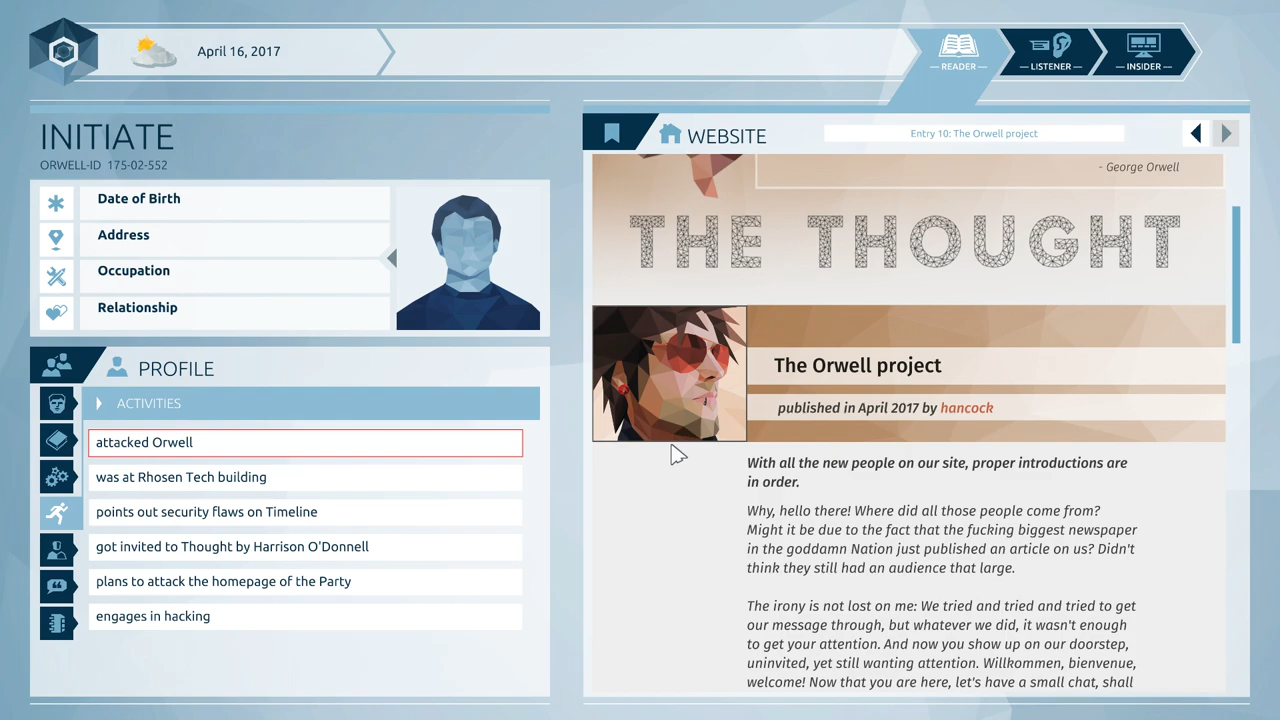 April 16, 2017
— READER —
— LISTENER —
— INSIDER —
INITIATE
ORWELL-ID 175-02-552
Date of Birth
Address
Occupation
Relationship
PROFILE
ACTIVITIES
attacked Orwell
was at Rhosen Tech building
points out security flaws on Timeline
got invited to Thought by Harrison O'Donnell
plans to attack the homepage of the Party
engages in hacking
WEBSITE
Entry 10: The Orwell project
- George Orwell
THE THOUGHT
The Orwell project
published in April 2017 by hancock
With all the new people on our site, proper introductions are
in order.
Why, hello there! Where did all those people come from?
Might it be due to the fact that the fucking biggest newspaper
in the goddamn Nation just published an article on us? Didn't
think they still had an audience that large.
The irony is not lost on me: We tried and tried and tried to get
our message through, but whatever we did, it wasn't enough
to get your attention. And now you show up on our doorstep,
uninvited, yet still wanting attention. Willkommen, bienvenue,
welcome! Now that you are here, let's have a small chat, shall